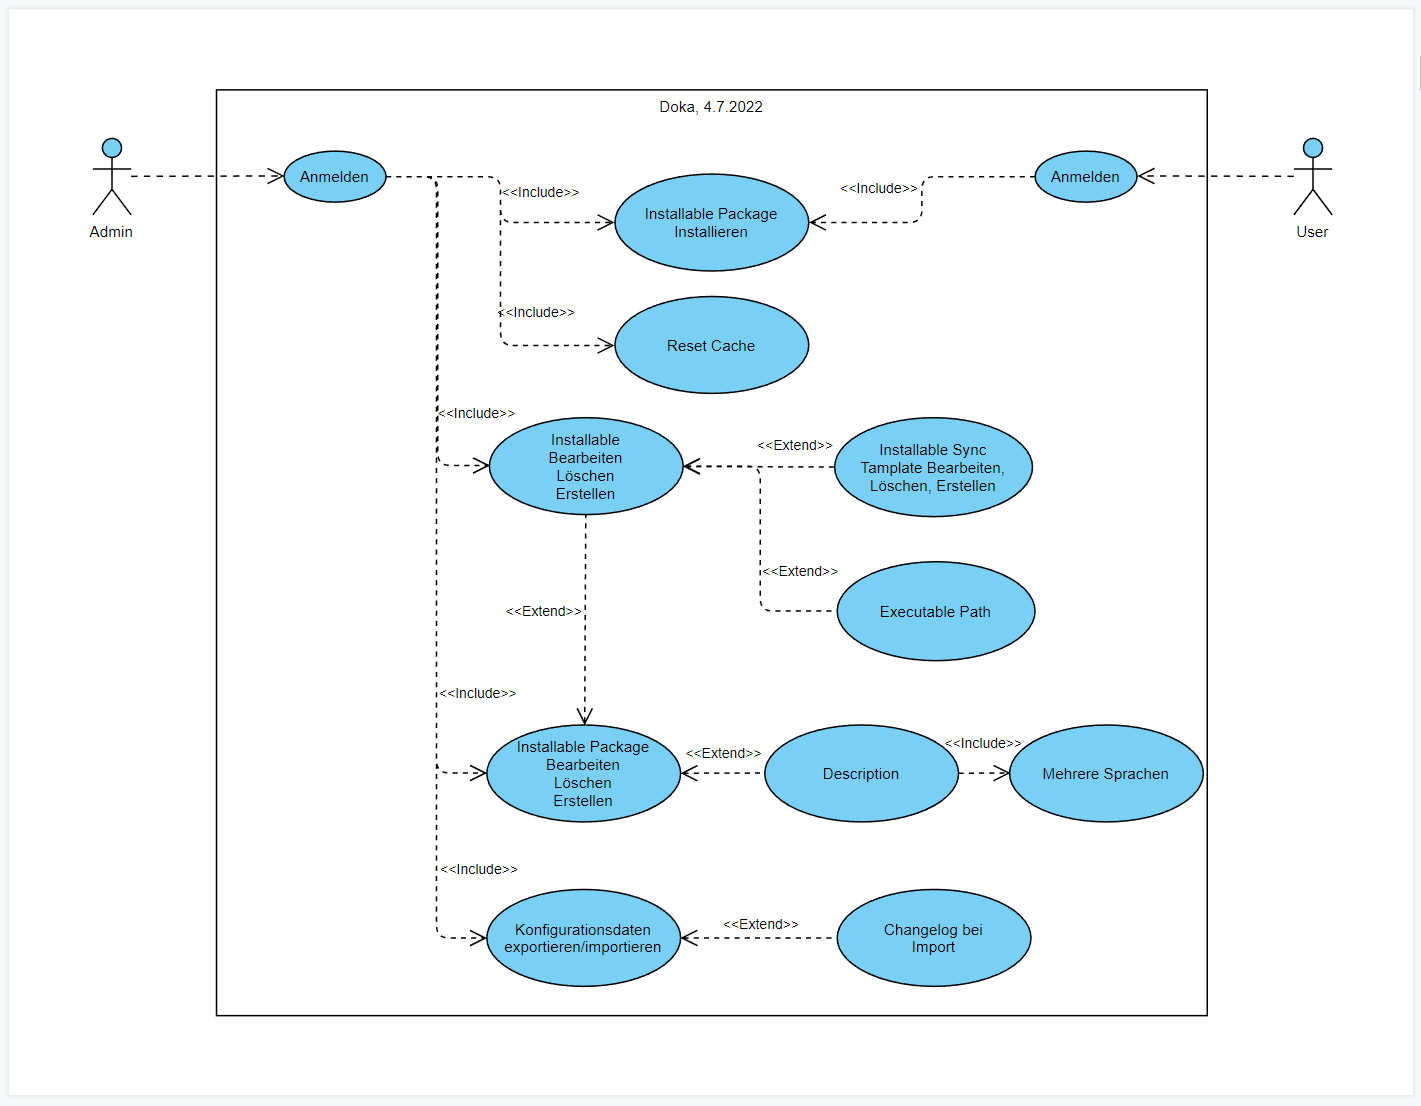 Doka, 4.7.2022
Admin
Anmelden
<<Include>>
Installable Package
Installieren
<<Include>>
Anmelden
User
<<Include>>
Reset Cache
<<Include>>
Installable
Bearbeiten
Löschen
Erstellen
<<Extend>>
Installable Sync
Tamplate Bearbeiten,
Löschen, Erstellen
<<Extend>>
Executable Path
<<Extend>>
<<Include>>
Installable Package
Bearbeiten
Löschen
Erstellen
<<Extend>>
Description
<<Include>>
Mehrere Sprachen
<<Include>>
Konfigurationsdaten
exportieren/importieren
<<Extend>>
Changelog bei
Import